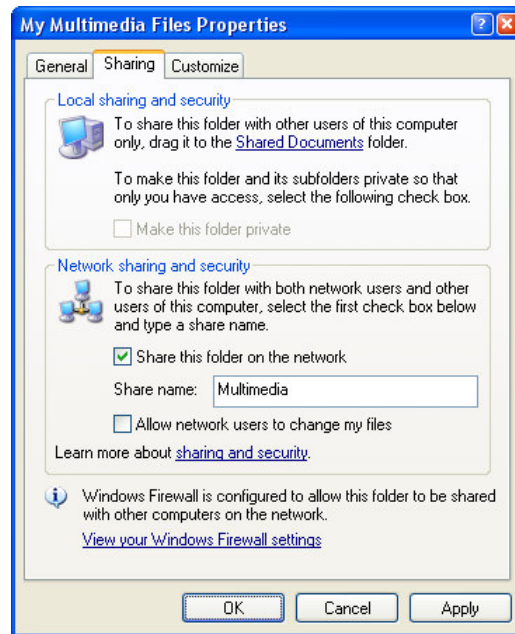 My Multimedia Files Properties
General Sharing Customize
Local sharing and security
To share this folder with other users of this computer
only, drag it to the Shared Documents folder.
To make this folder and its subfolders private so that
only you have access, select the following check box.
Make this folder private
Network sharing and security
To share this folder with both network users and other
users of this computer, select the first check box below
and type a share name.
Share this folder on the network
Share name: Multimedia
Allow network users to change my files
Learn more about sharing and security.
Windows Firewall is configured to allow this folder to be shared
with other computers on the network.
View your Windows Firewall settings
OK Cancel Apply